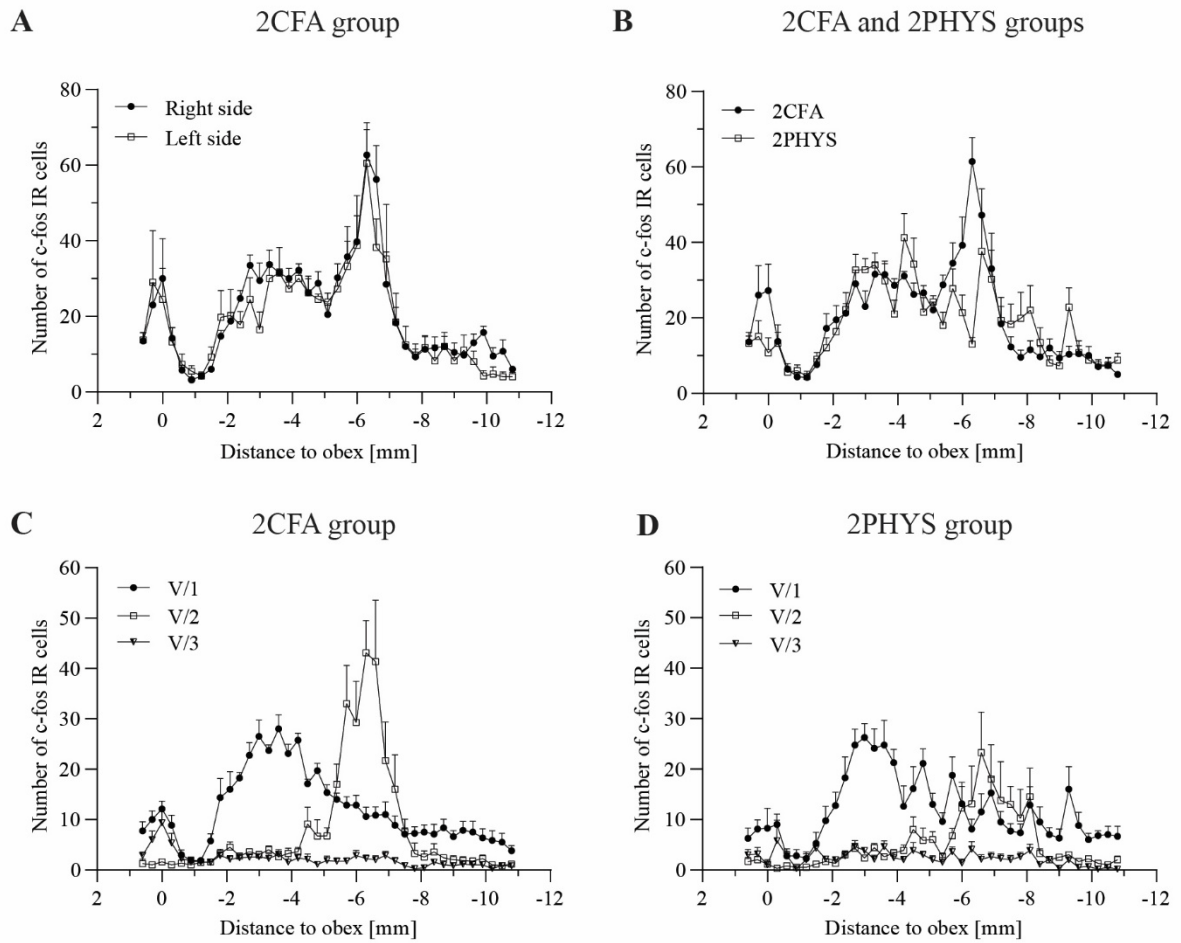 A
2CFA group
Right side
Left side
Number of c-fos IR cells
80
60
40
20
0
2 0 -2 -4 -6 -8 -10 -12
Distance to obex [mm]
B
2CFA and 2PHYS groups
2CFA
2PHYS
Number of c-fos IR cells
80
60
40
20
0
2 0 -2 -4 -6 -8 -10 -12
Distance to obex [mm]
C
2CFA group
V/1
V/2
V/3
Number of c-fos IR cells
60
50
40
30
20
10
0
2 0 -2 -4 -6 -8 -10 -12
Distance to obex [mm]
D
2PHYS group
V/1
V/2
V/3
Number of c-fos IR cells
60
50
40
30
20
10
0
2 0 -2 -4 -6 -8 -10 -12
Distance to obex [mm]